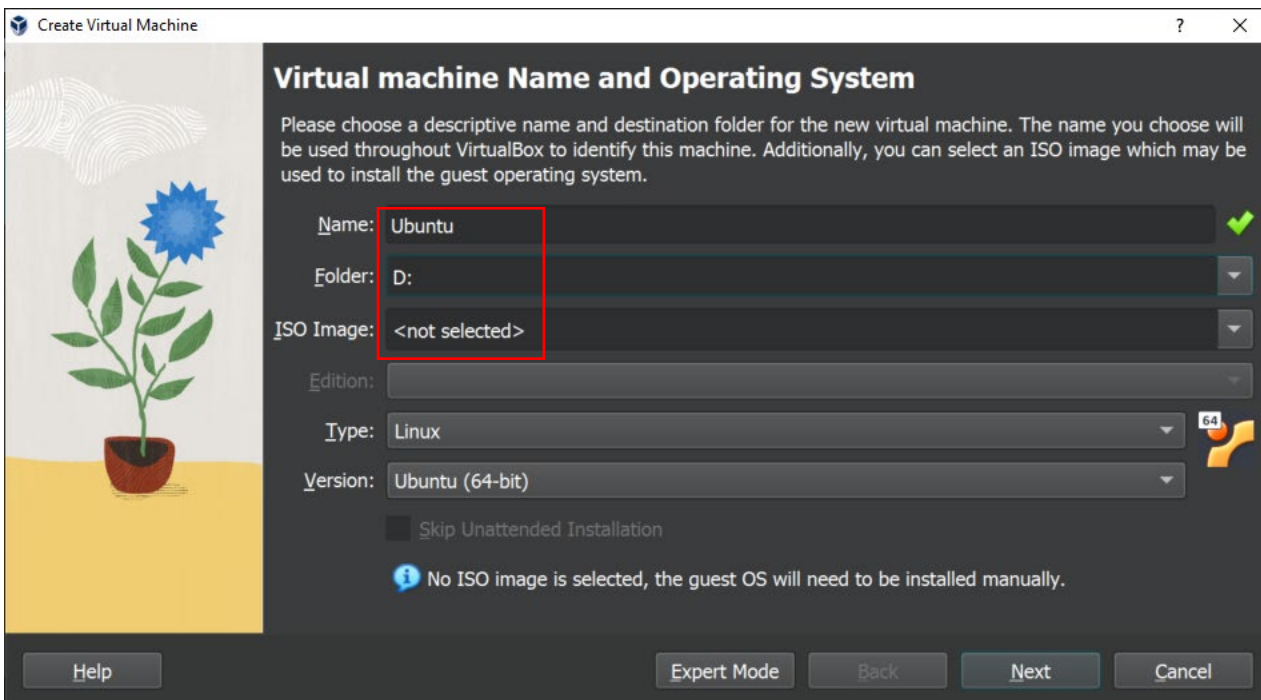 Create Virtual Machine
?
Virtual machine Name and Operating System
Please choose a descriptive name and destination folder for the new virtual machine. The name you choose will
be used throughout VirtualBox to identify this machine. Additionally, you can select an ISO image which may be
used to install the guest operating system.
Name: Ubuntu
Folder: D:
ISO Image: <not selected>
Edition:
Type: Linux
64
Version: Ubuntu (64-bit)
Skip Unattended Installation
No ISO image is selected, the guest OS will need to be installed manually.
Help Expert Mode Back Next Cancel